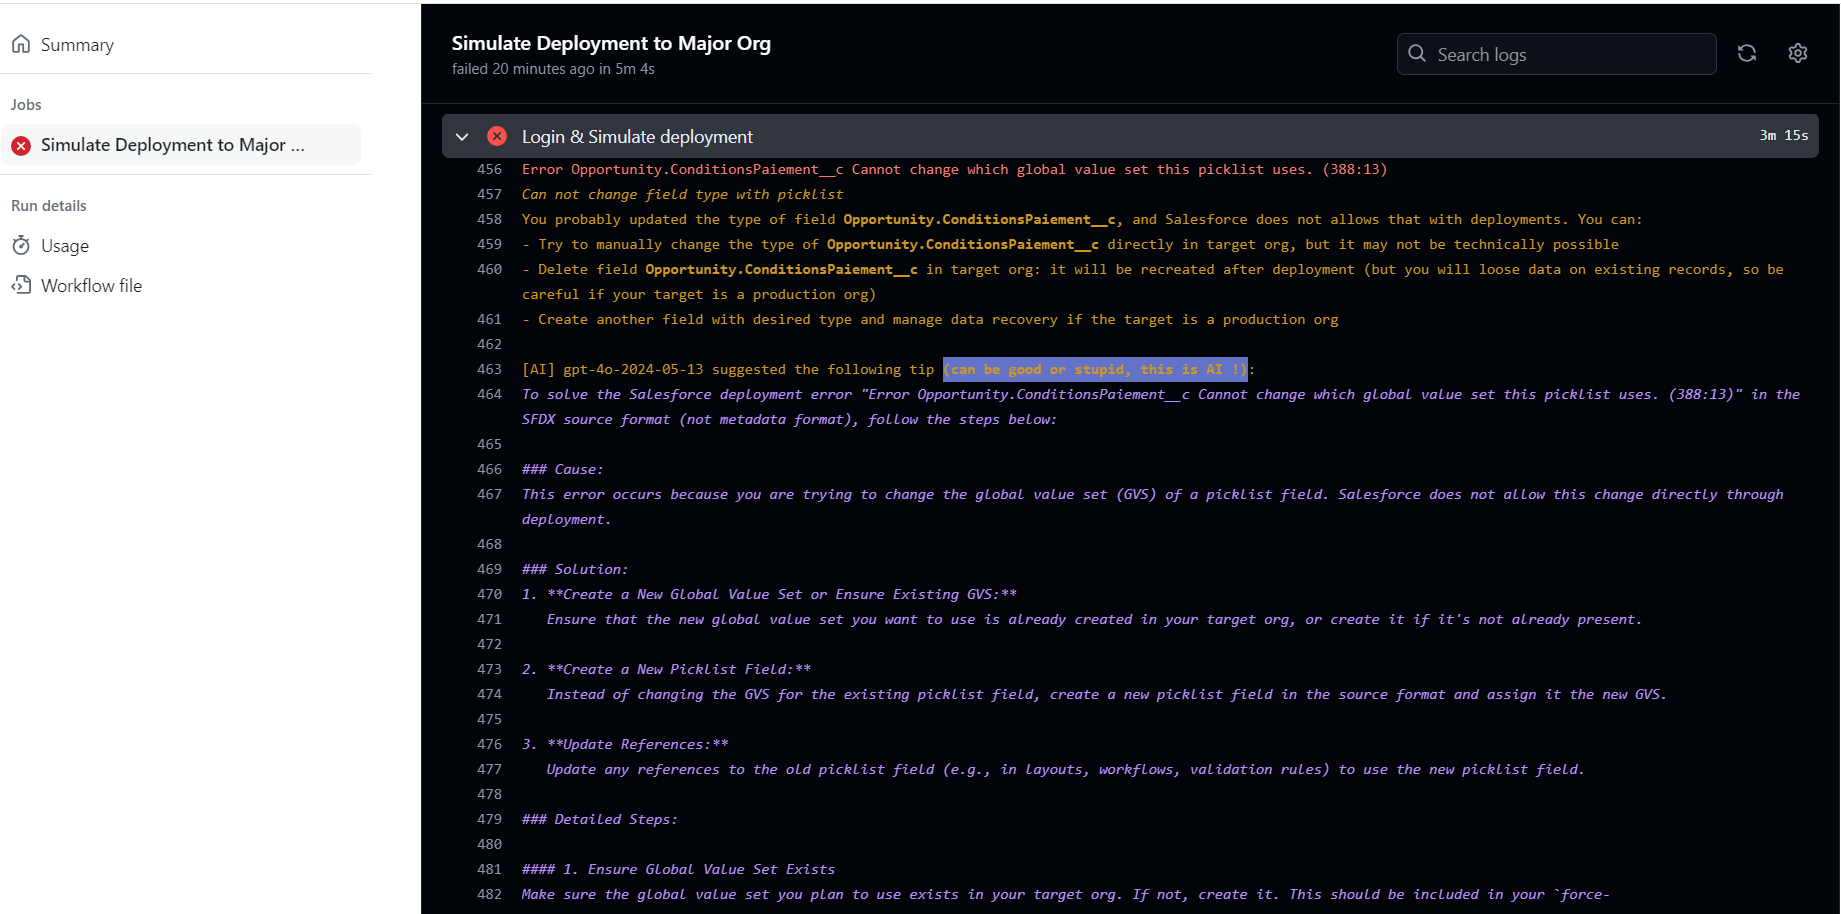 Summary
Jobs
Simulate Deployment to Major ...
Run details
Usage
Workflow file
Simulate Deployment to Major Org
failed 20 minutes ago in 5m 4s
Search logs
Login & Simulate deployment
3m 15s
456 Error Opportunity.ConditionsPaiement__c Cannot change which global value set this picklist uses. (388:13)
457 Can not change field type with picklist
458 You probably updated the type of field Opportunity.ConditionsPaiement__c, and Salesforce does not allows that with deployments. You can:
459 - Try to manually change the type of Opportunity.ConditionsPaiement__c directly in target org, but it may not be technically possible
460 - Delete field Opportunity.ConditionsPaiement__c in target org: it will be recreated after deployment (but you will loose data on existing records, so be
careful if your target is a production org)
461 - Create another field with desired type and manage data recovery if the target is a production org
462
463 [AI] gpt-4o-2024-05-13 suggested the following tip (can be good or stupid, this is AI !):
464 To solve the Salesforce deployment error "Error Opportunity.ConditionsPaiement__c Cannot change which global value set this picklist uses. (388:13)" in the
SFDX source format (not metadata format), follow the steps below:
465
466 ### Cause:
467 This error occurs because you are trying to change the global value set (GVS) of a picklist field. Salesforce does not allow this change directly through
deployment.
468
469 ### Solution:
470 1. **Create a New Global Value Set or Ensure Existing GVS:**
471 Ensure that the new global value set you want to use is already created in your target org, or create it if it's not already present.
472
473 2. **Create a New Picklist Field:**
474 Instead of changing the GVS for the existing picklist field, create a new picklist field in the source format and assign it the new GVS.
475
476 3. **Update References:**
477 Update any references to the old picklist field (e.g., in layouts, workflows, validation rules) to use the new picklist field.
478
479 ### Detailed Steps:
480
481 #### 1. Ensure Global Value Set Exists
482 Make sure the global value set you plan to use exists in your target org. If not, create it. This should be included in your `force-